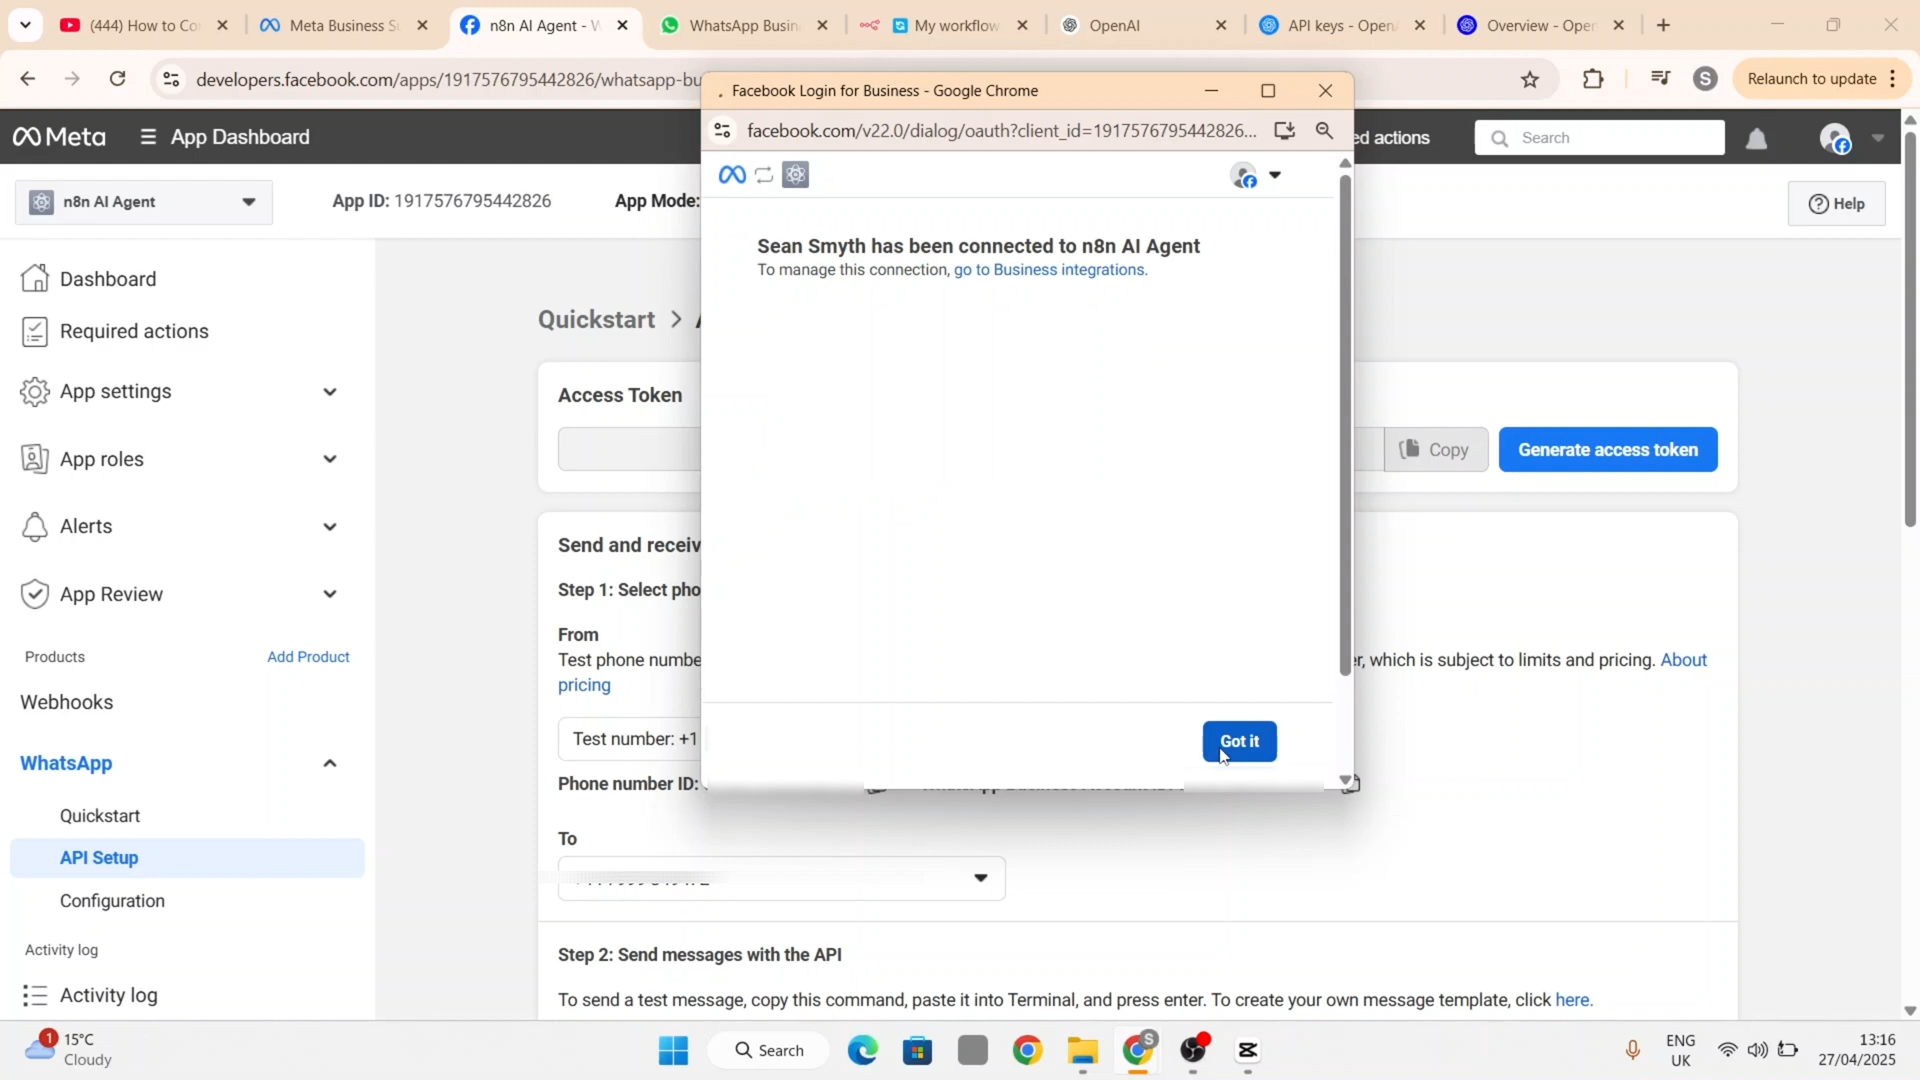 (444) How to Co
Meta Business Su
n8n AI Agent - W
WhatsApp Busin
My workflow
OpenAI
API keys - Open
Overview - Oper
developers.facebook.com/apps/1917576795442826/whatsapp-bu
S
Relaunch to update
Facebook Login for Business - Google Chrome
facebook.com/v22.0/dialog/oauth?client_id=1917576795442826...
Meta
App Dashboard
ed actions
Search
n8n AI Agent
App ID: 1917576795442826
App Mode:
Help
Sean Smyth has been connected to n8n AI Agent
To manage this connection, go to Business integrations.
Got it
Dashboard
Required actions
App settings
App roles
Alerts
App Review
Products
Add Product
Webhooks
WhatsApp
Quickstart
API Setup
Configuration
Activity log
Activity log
Quickstart >
Access Token
Copy
Generate access token
Send and receiv
Step 1: Select pho
From
Test phone numbe
r, which is subject to limits and pricing. About
pricing
Test number: +1
Phone number ID:
To
Step 2: Send messages with the API
To send a test message, copy this command, paste it into Terminal, and press enter. To create your own message template, click here.
1
15°C
Cloudy
Search
S
ENG
UK
13:16
27/04/2025